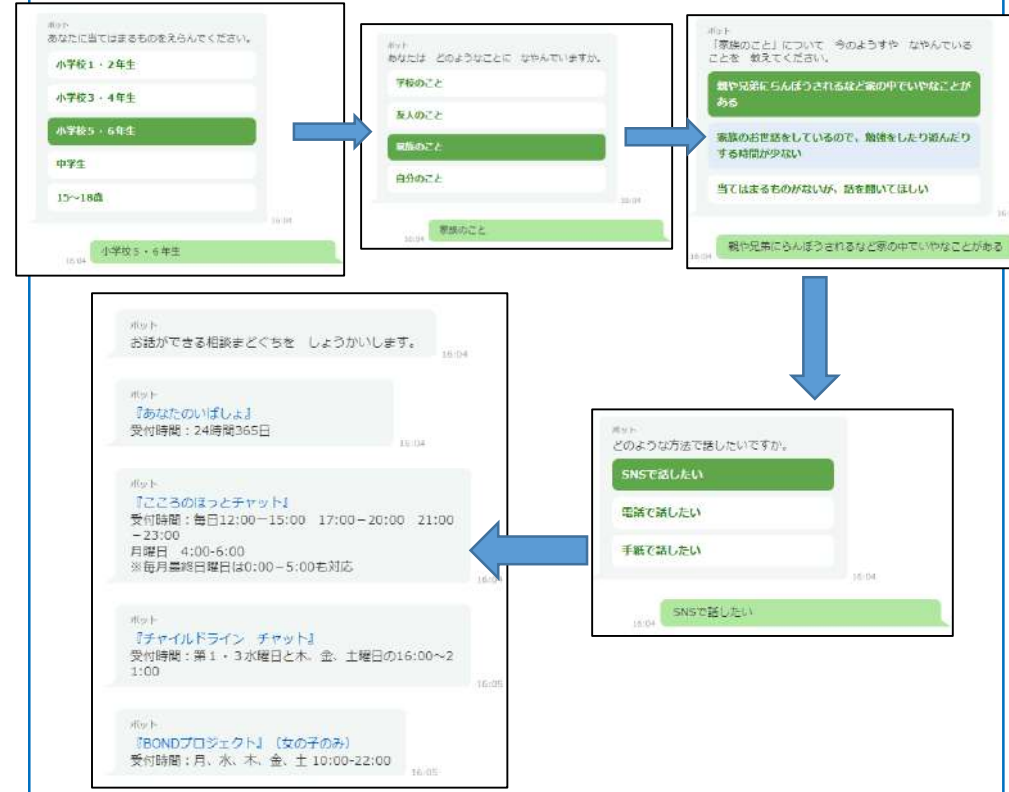 ボット
あなたに当てはまるものをえらんでください。
小学校1・2年生
小学校3・4年生
小学校5・6年生
中学生
15～18歳
16:04
小学校5・6年生
16:04
ボット
あなたは　どのようなことに　なやんでいますか。
学校のこと
友人のこと
家族のこと
自分のこと
16:04
家族のこと
16:04
ボット
「家族のこと」について　今のようすや　なやんでいる
ことを　教えてください。
親や兄弟にらんぼうされるなど家の中でいやなことが
ある
家族のお世話をしているので、勉強をしたり遊んだり
する時間が少ない
当てはまるものがないが、話を聞いてほしい
親や兄弟にらんぼうされるなど家の中でいやなことがある
16:04
ボット
どのような方法で話したいですか。
SNSで話したい
電話で話したい
手紙で話したい
16:04
SNSで話したい
16:04
ボット
お話ができる相談まどぐちを　しょうかいします。
16:04
ボット
『あなたのいばしょ』
受付時間：24時間365日
16:04
ボット
『こころのほっとチャット』
受付時間：毎日12:00－15:00　17:00－20:00　21:00
－23:00
月曜日　4:00-6:00
※毎月最終日曜日は0:00－5:00も対応
16:04
ボット
『チャイルドライン　チャット』
受付時間：第1・3水曜日と木、金、土曜日の16:00～2
1:00
16:05
ボット
『BONDプロジェクト』（女の子のみ）
受付時間：月、水、木、金、土 10:00-22:00
16:05